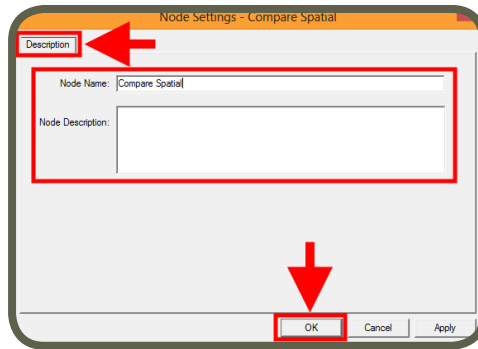 Node Settings - Compare Spatial
Description
Node Name: Compare Spatial
Node Description:
OK Cancel Apply